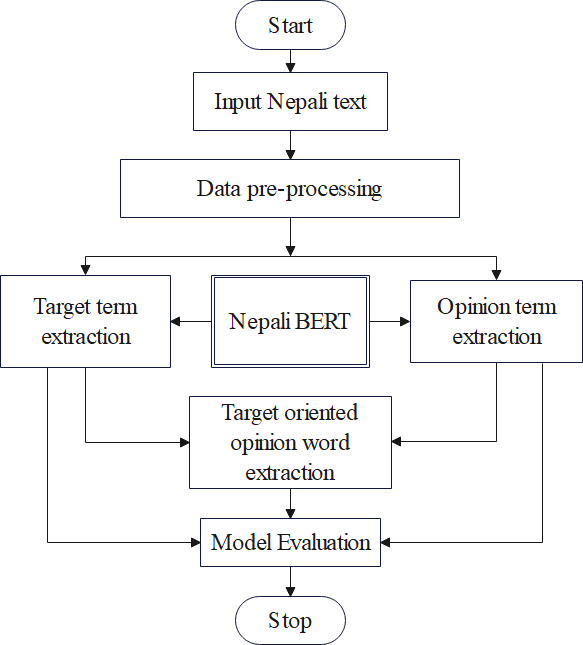 Start
Input Nepali text
Data pre-processing
Target term
extraction
Nepali BERT
Opinion term
extraction
Target oriented
opinion word
extraction
Model Evaluation
Stop